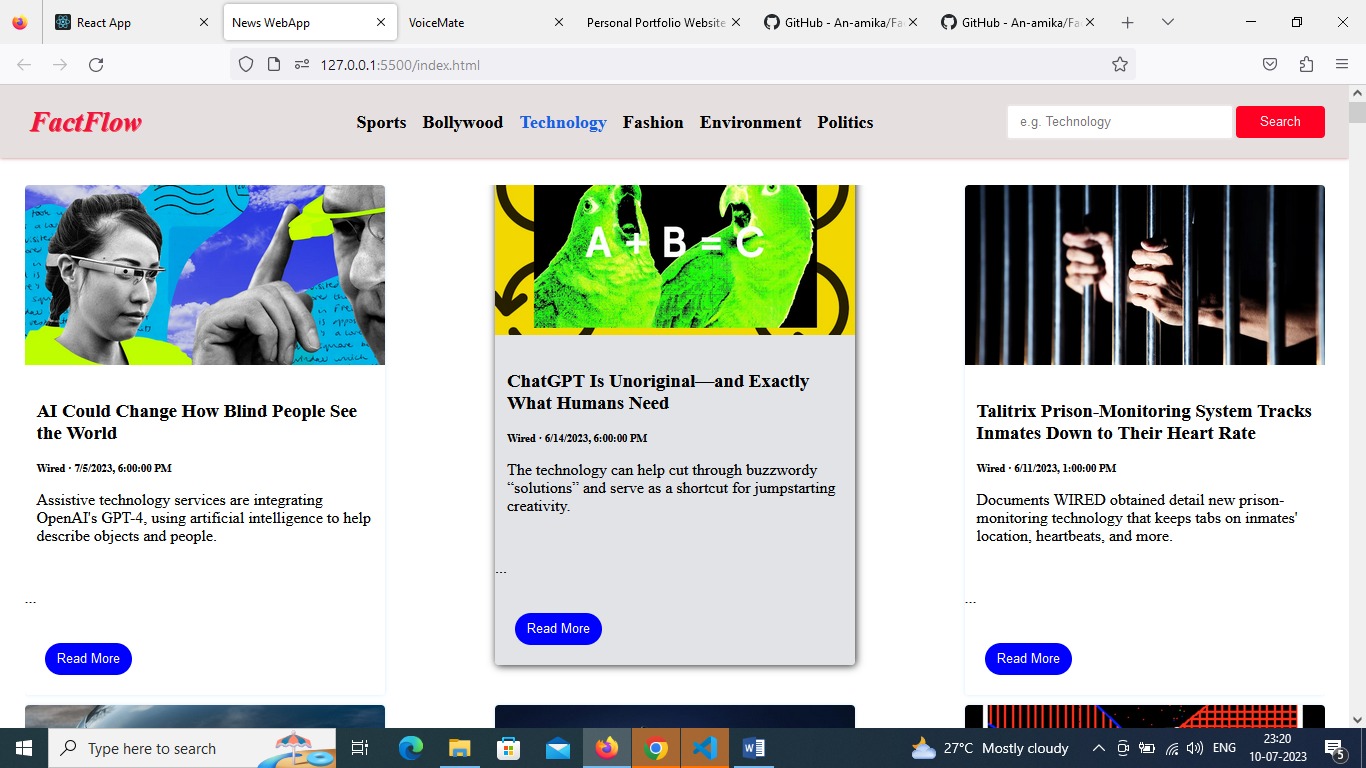 React App
News WebApp
VoiceMate
Personal Portfolio Website
GitHub - An-amika/Fac
GitHub - An-amika/Fac
127.0.0.1:5500/index.html
FactFlow
Sports
Bollywood
Technology
Fashion
Environment
Politics
e.g. Technology
Search
AI Could Change How Blind People See
the World
Wired · 7/5/2023, 6:00:00 PM
Assistive technology services are integrating
OpenAI's GPT-4, using artificial intelligence to help
describe objects and people.
...
Read More
A + B = C
ChatGPT Is Unoriginal—and Exactly
What Humans Need
Wired · 6/14/2023, 6:00:00 PM
The technology can help cut through buzzwordy
“solutions” and serve as a shortcut for jumpstarting
creativity.
...
Read More
Talitrix Prison-Monitoring System Tracks
Inmates Down to Their Heart Rate
Wired · 6/11/2023, 1:00:00 PM
Documents WIRED obtained detail new prison-
monitoring technology that keeps tabs on inmates'
location, heartbeats, and more.
...
Read More
Type here to search
27°C Mostly cloudy
ENG
23:20
10-07-2023
5